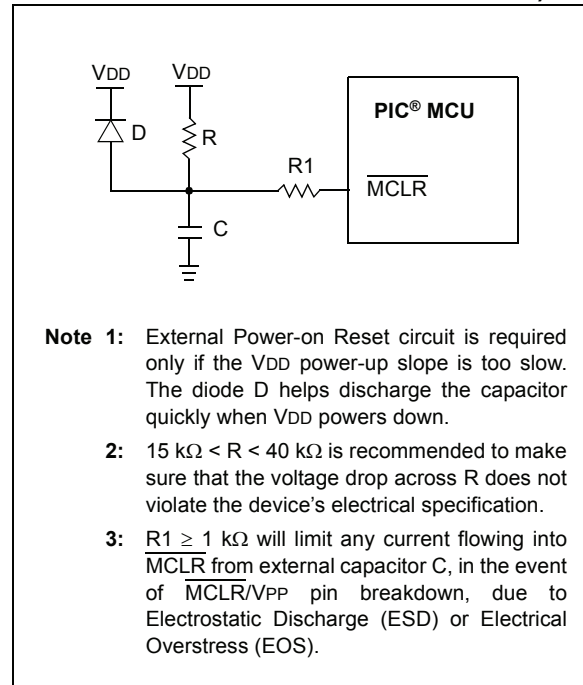 VDD VDD
PIC® MCU
D
R
R1
MCLR
C
Note 1: External Power-on Reset circuit is required
only if the VDD power-up slope is too slow.
The diode D helps discharge the capacitor
quickly when VDD powers down.
2: 15 kΩ < R < 40 kΩ is recommended to make
sure that the voltage drop across R does not
violate the device's electrical specification.
3: R1 ≥ 1 kΩ will limit any current flowing into
MCLR from external capacitor C, in the event
of MCLR/VPP pin breakdown, due to
Electrostatic Discharge (ESD) or Electrical
Overstress (EOS).